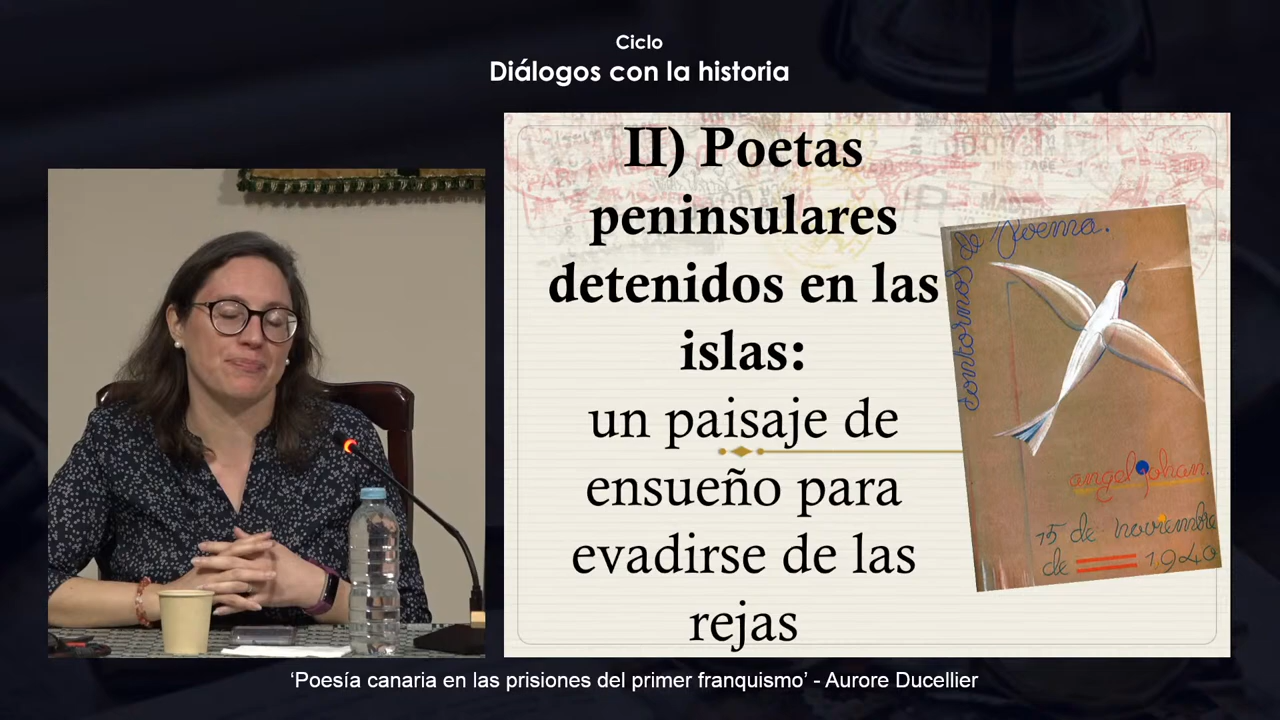 Ciclo
Diálogos con la historia
II) Poetas
peninsulares
detenidos en las
islas:
un paisaje de
ensueño para
evadirse de las
rejas
contornos de Poema.
angel johan.
15 de noviembre
de 1940
‘Poesía canaria en las prisiones del primer franquismo’ - Aurore Ducellier